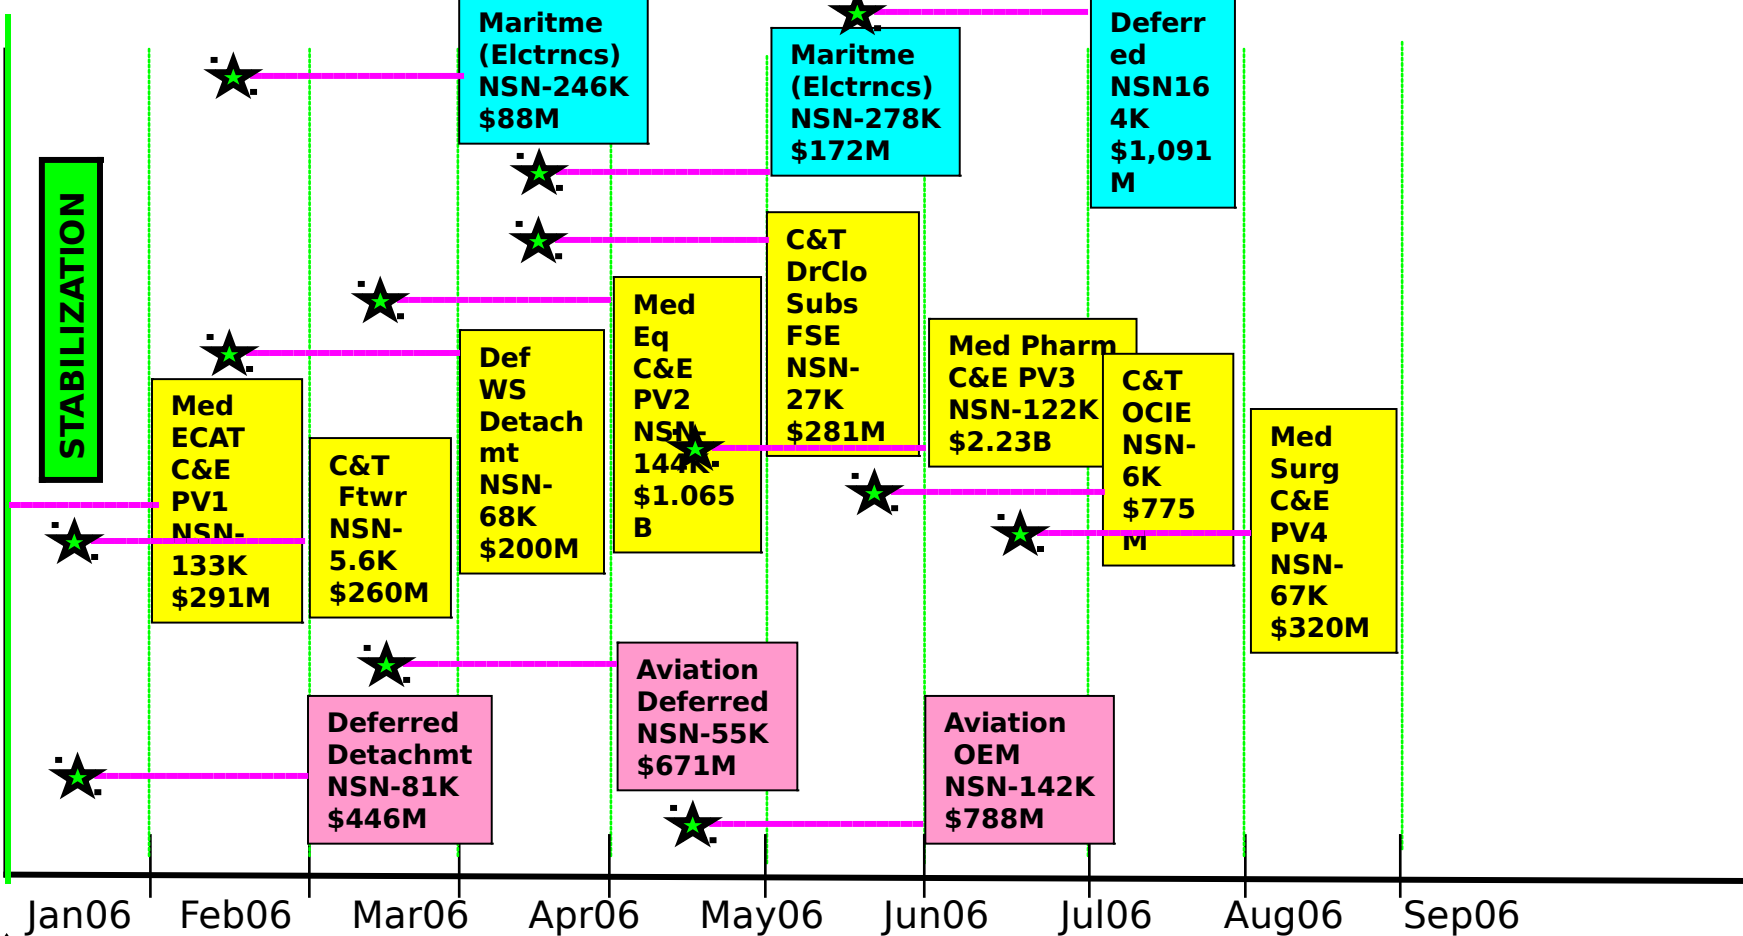 Maritme
(Elctrncs)
NSN-246K
$88M
Maritme
(Elctrncs)
NSN-278K
$172M
Deferr
ed
NSN16
4K
$1,091
M
STABILIZATION
Med
ECAT
C&E
PV1
NSN-
133K
$291M
C&T
Ftwr
NSN-
5.6K
$260M
Def
WS
Detach
mt
NSN-
68K
$200M
Med
Eq
C&E
PV2
NSN-
144K
$1.065
B
C&T
DrClo
Subs
FSE
NSN-
27K
$281M
Med Pharm
C&E PV3
NSN-122K
$2.23B
C&T
OCIE
NSN-
6K
$775
M
Med
Surg
C&E
PV4
NSN-
67K
$320M
Deferred
Detachmt
NSN-81K
$446M
Aviation
Deferred
NSN-55K
$671M
Aviation
OEM
NSN-142K
$788M
Jan06 Feb06 Mar06 Apr06 May06 Jun06 Jul06 Aug06 Sep06